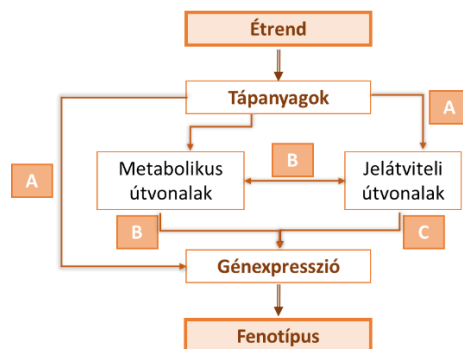 Étrend
Tápanyagok
A
A
Metabolikus
útvonalak
B
Jelátviteli
útvonalak
B
C
Génexpresszió
Fenotípus